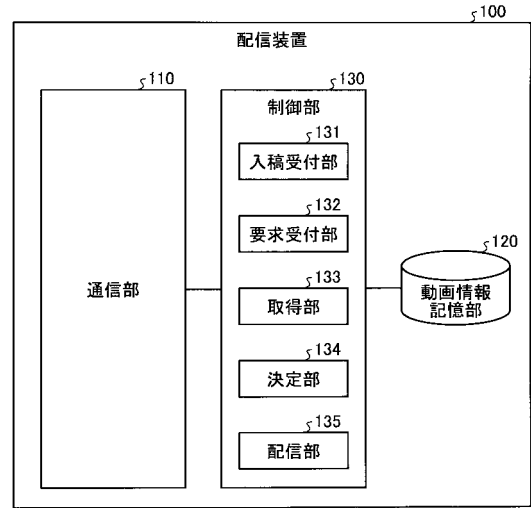 100
配信装置
110
通信部
130
制御部
131
入稿受付部
132
要求受付部
133
取得部
134
決定部
135
配信部
120
動画情報
記憶部